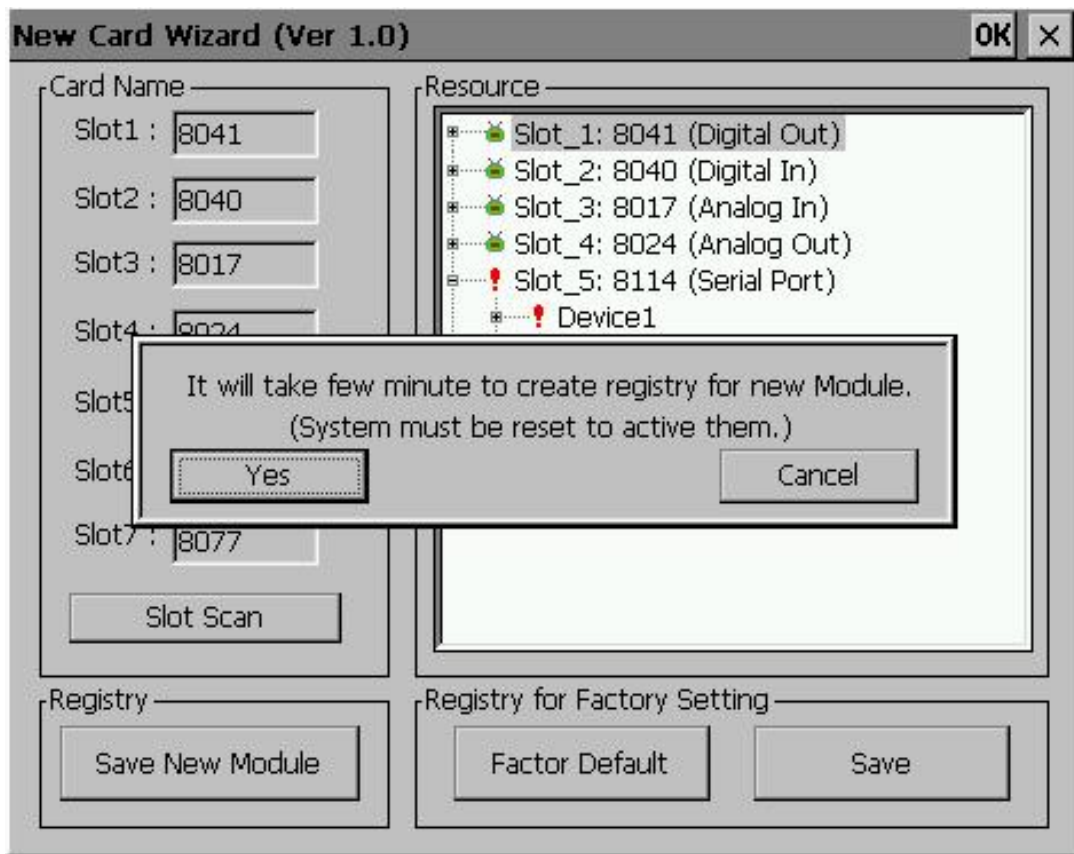 New Card Wizard (Ver 1.0)
OK
Card Name
Slot1 : 8041
Slot2 : 8040
Slot3 : 8017
Slot4 : 8024
Slot5
Slot6
Slot7 : 8077
Slot Scan
Resource
Slot_1: 8041 (Digital Out)
Slot_2: 8040 (Digital In)
Slot_3: 8017 (Analog In)
Slot_4: 8024 (Analog Out)
Slot_5: 8114 (Serial Port)
Device1
It will take few minute to create registry for new Module.
(System must be reset to active them.)
Yes
Cancel
Registry
Save New Module
Registry for Factory Setting
Factor Default
Save